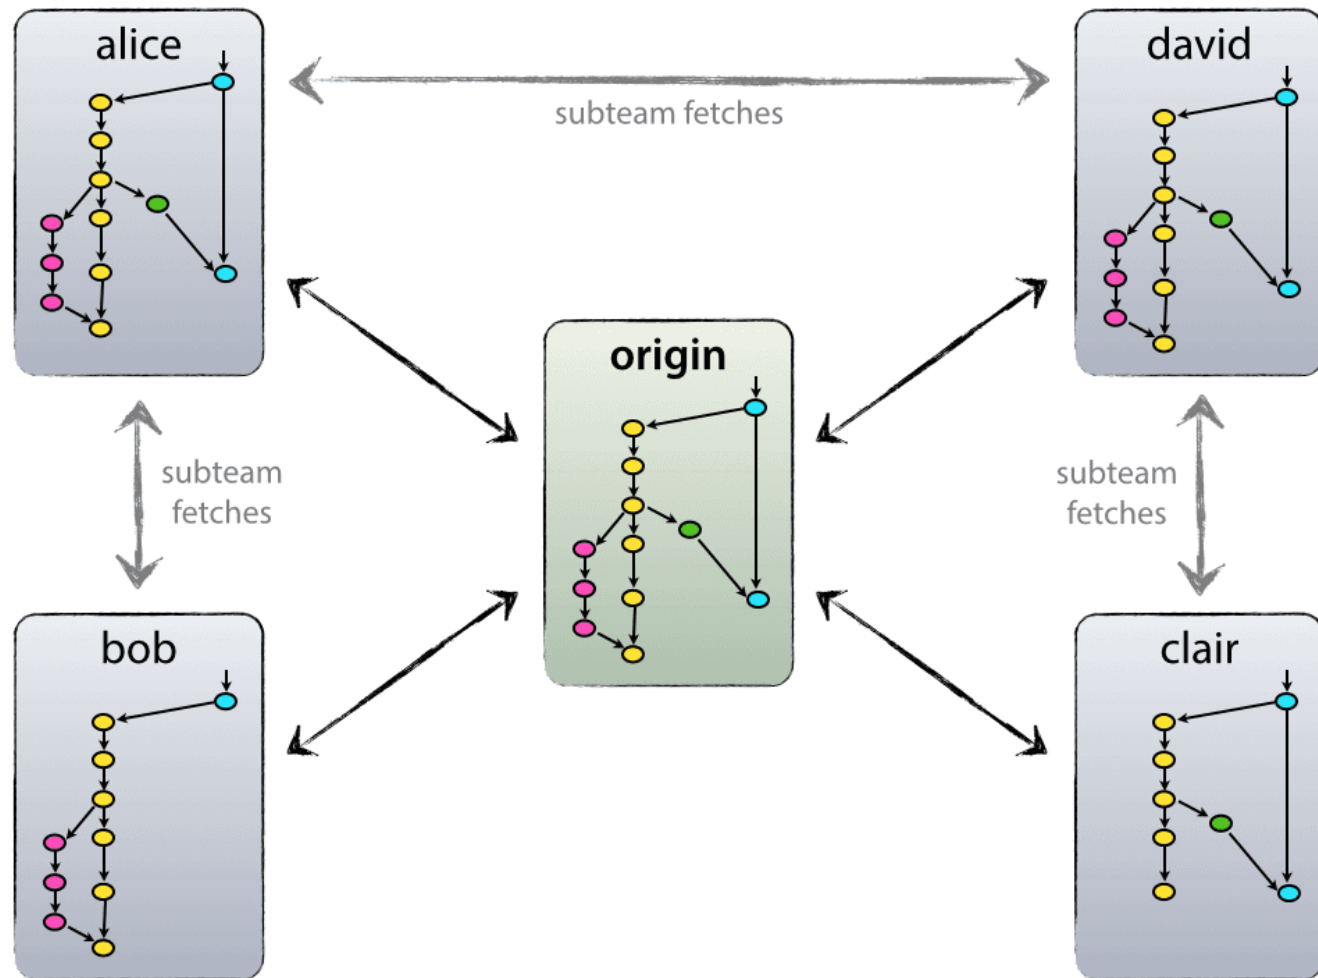 alice
david
subteam fetches
origin
subteam
fetches
subteam
fetches
bob
clair